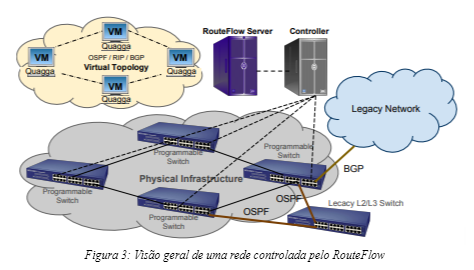 RouteFlow Server
Controller
VM
Quagga
OSPF / RIP / BGP
Virtual Topology
VM
Quagga
VM
Quagga
VM
Quagga
Legacy Network
Programmable
Switch
Programmable
Switch
Physical Infrastructure
Programmable
Switch
Programmable
Switch
BGP
OSPF
OSPF
Legacy L2/L3 Switch
Figura 3: Visão geral de uma rede controlada pelo RouteFlow